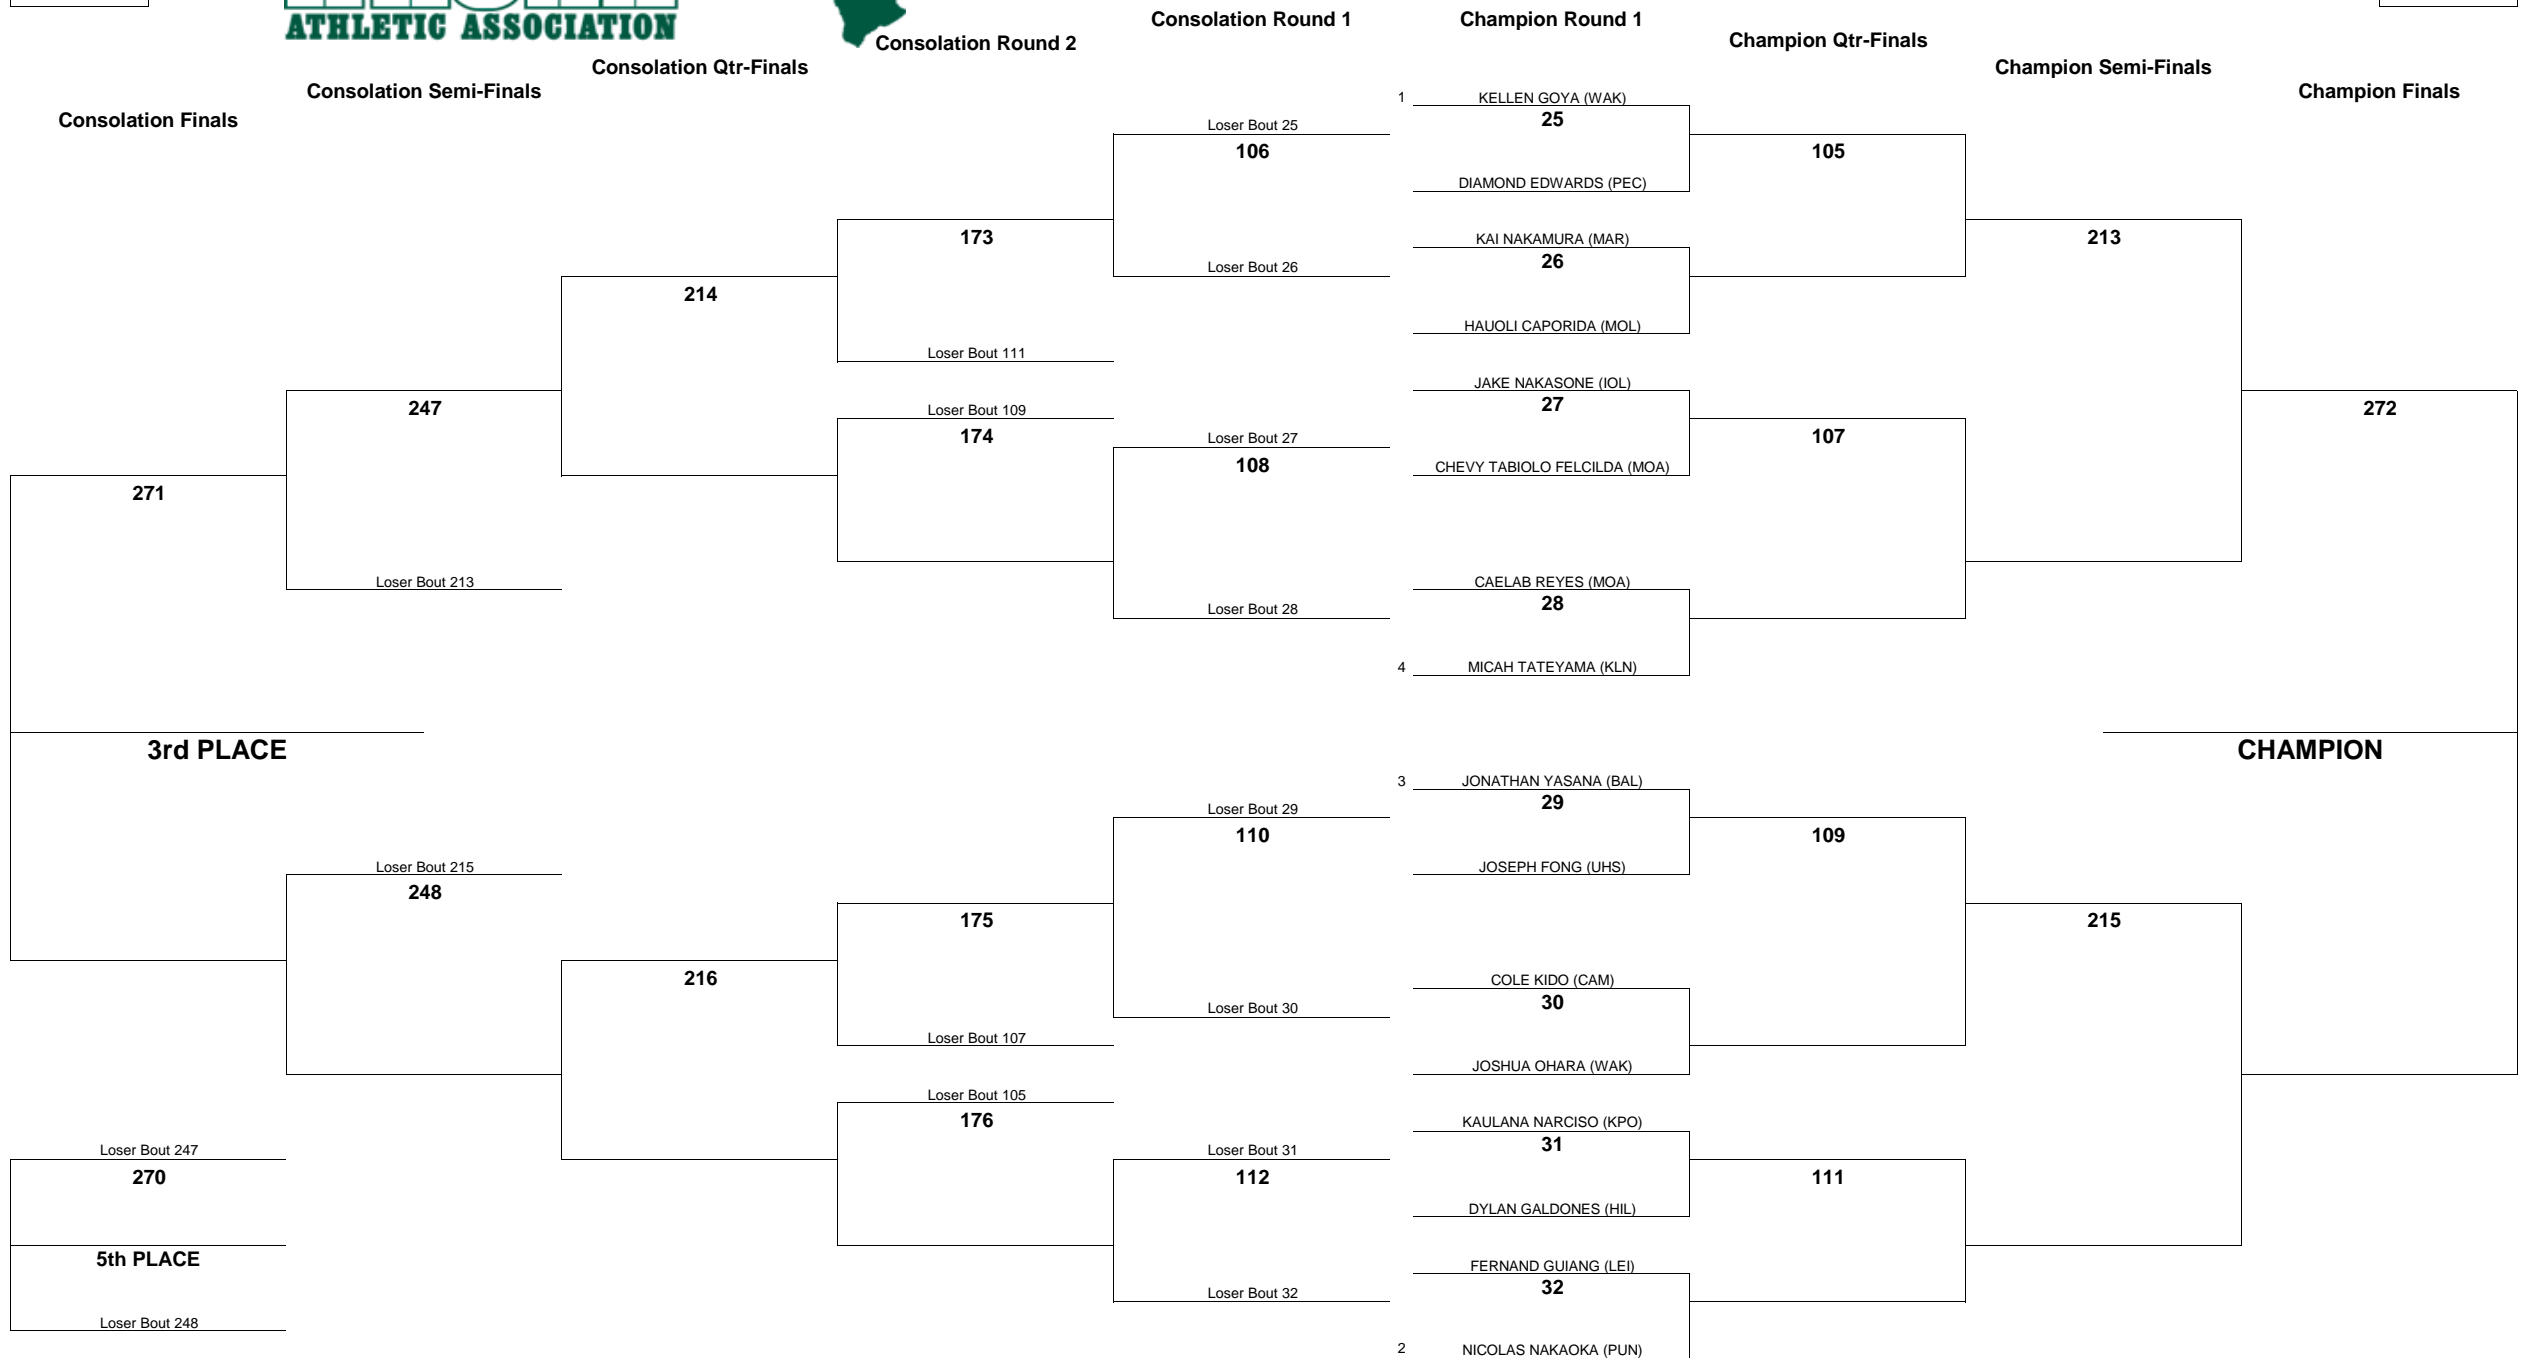 ATHLETIC ASSOCIATION
Consolation Round 1
Champion Round 1
Consolation Round 2
Champion Qtr-Finals
Consolation Qtr-Finals
Champion Semi-Finals
Consolation Semi-Finals
Champion Finals
Consolation Finals
1 KELLEN GOYA (WAK)
25
Loser Bout 25
106
105
DIAMOND EDWARDS (PEC)
173
KAI NAKAMURA (MAR)
213
26
Loser Bout 26
214
HAUOLI CAPORIDA (MOL)
Loser Bout 111
JAKE NAKASONE (IOL)
27
247
Loser Bout 109
272
174
Loser Bout 27
107
108
CHEVY TABIOLO FELCILDA (MOA)
271
Loser Bout 213
CAELAB REYES (MOA)
28
Loser Bout 28
4 MICAH TATEYAMA (KLN)
3rd PLACE
CHAMPION
3 JONATHAN YASANA (BAL)
29
Loser Bout 29
110
109
Loser Bout 215
JOSEPH FONG (UHS)
248
175
215
216
COLE KIDO (CAM)
30
Loser Bout 30
Loser Bout 107
JOSHUA OHARA (WAK)
Loser Bout 105
176
KAULANA NARCISO (KPO)
31
Loser Bout 247
Loser Bout 31
270
112
111
DYLAN GALDONES (HIL)
5th PLACE
FERNAND GUIANG (LEI)
32
Loser Bout 32
Loser Bout 248
2 NICOLAS NAKAOKA (PUN)